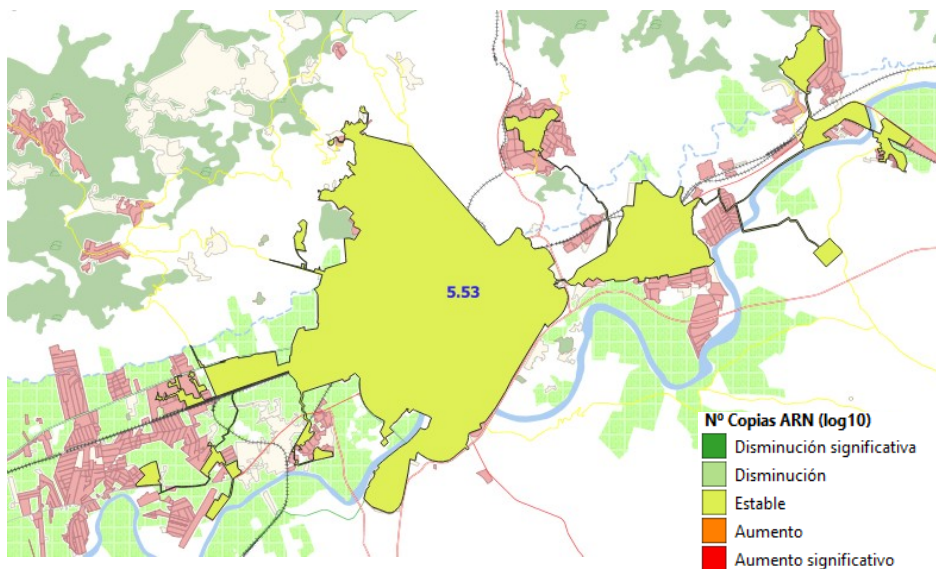 5.53
Nº Copias ARN (log10)
Disminución significativa
Disminución
Estable
Aumento
Aumento significativo